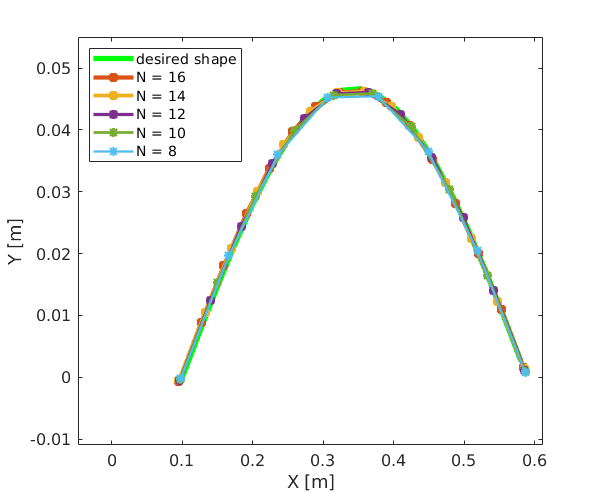 desired shape
N = 16
N = 14
N = 12
N = 10
N = 8
0.05
0.04
0.03
0.02
0.01
0
-0.01
Y [m]
0 0.1 0.2 0.3 0.4 0.5 0.6
X [m]